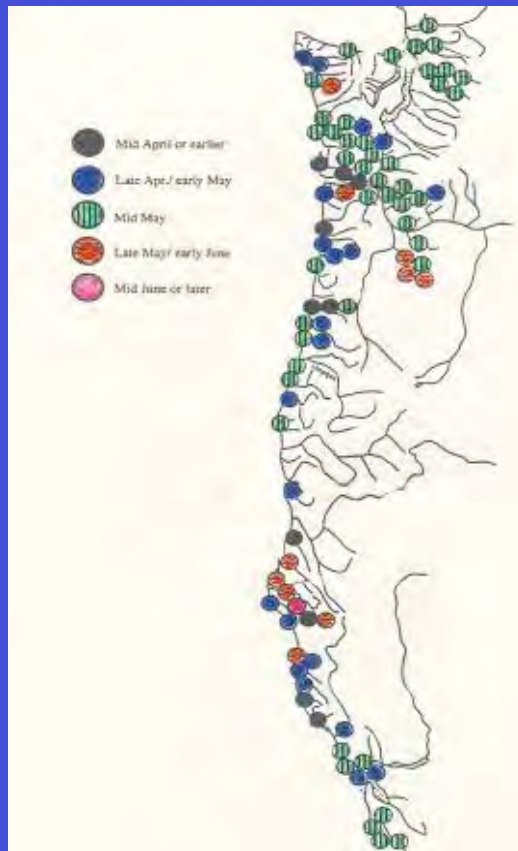 Mid April or earlier
Late Apr./ early May
Mid May
Late May/ early June
Mid June or later